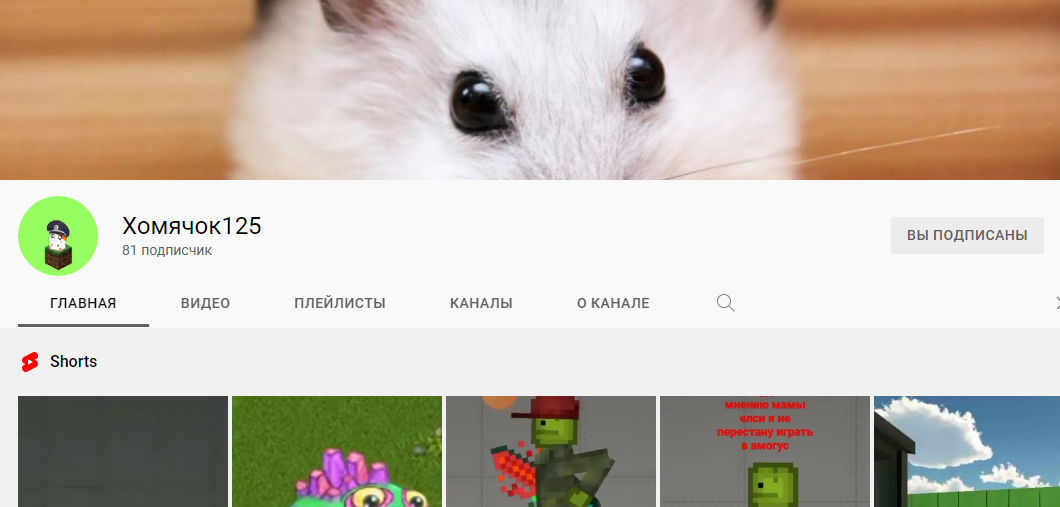 Хомячок125
81 подписчик
ВЫ ПОДПИСАНЫ
ГЛАВНАЯ
ВИДЕО
ПЛЕЙЛИСТЫ
КАНАЛЫ
О КАНАЛЕ
Shorts
мнению мамы
елси я не
перестану играть
в амогус